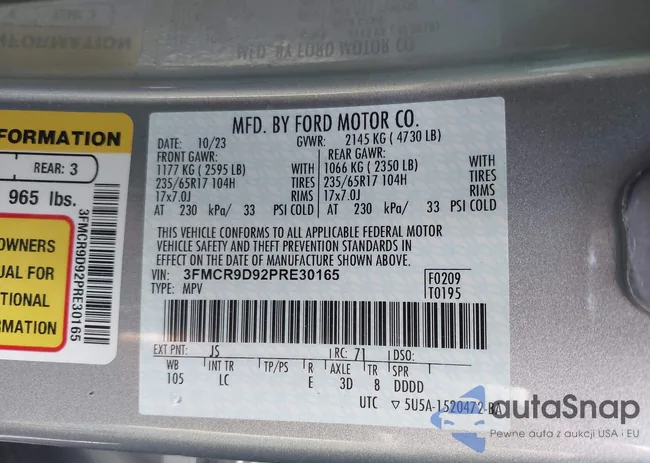 INFORMATION
MFD. BY FORD MOTOR CO.
FORMATION
REAR: 3
965 lbs.
OWNERS
UAL FOR
TIONAL
RMATION
3FMCR9D92PRE30165
MFD. BY FORD MOTOR CO.
DATE: 10/23 GVWR: 2145 KG ( 4730 LB)
FRONT GAWR: REAR GAWR:
1177 KG ( 2595 LB) WITH 1066 KG ( 2350 LB) WITH
235/65R17 104H TIRES 235/65R17 104H TIRES
17x7.0J RIMS 17x7.0J RIMS
AT 230 kPa/ 33 PSI COLD AT 230 kPa/ 33 PSI COLD
THIS VEHICLE CONFORMS TO ALL APPLICABLE FEDERAL MOTOR
VEHICLE SAFETY AND THEFT PREVENTION STANDARDS IN
EFFECT ON THE DATE OF MANUFACTURE SHOWN ABOVE.
VIN: 3FMCR9D92PRE30165 F0209
TYPE: MPV T0195
EXT PNT: JS RC: 71 DSO:
WB INT TR TP/PS R AXLE TR SPR
105 LC E 3D 8 DDDD
UTC ▽ 5U5A-1520472-BA
autaSnap
Pewne auta z aukcji USA i EU